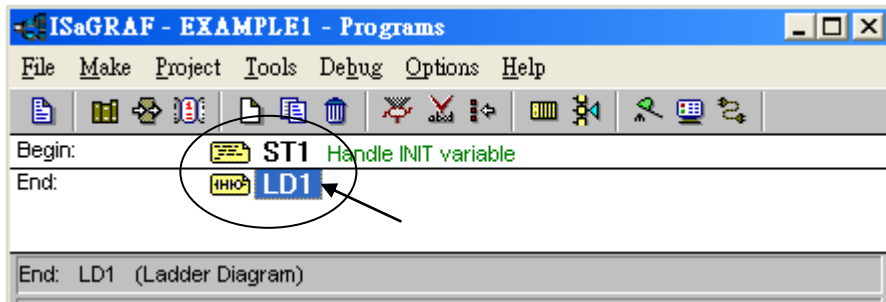 ISaGRAF - EXAMPLE1 - Programs
File Make Project Tools Debug Options Help
Begin: ST1 Handle INIT variable
End: LD1
End: LD1 (Ladder Diagram)